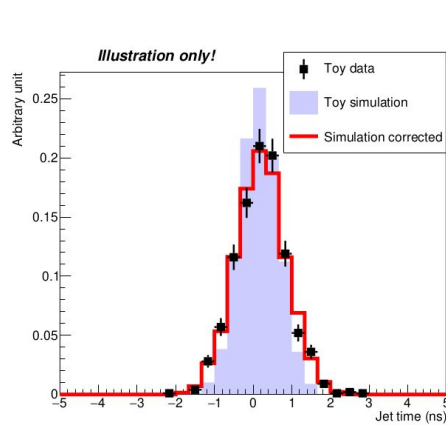 Illustration only!
Toy data
Toy simulation
Simulation corrected
Arbitrary unit
0.25
0.2
0.15
0.1
0.05
0
−5 −4 −3 −2 −1 0 1 2 3 4 5
Jet time (ns)